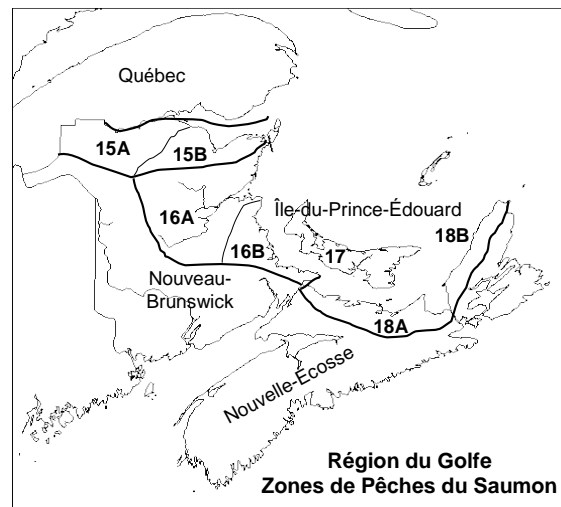 Québec
15A
15B
16A
Île-du-Prince-Édouard
18B
16B
17
Nouveau-
Brunswick
18A
Nouvelle-Écosse
Région du Golfe
Zones de Pêches du Saumon